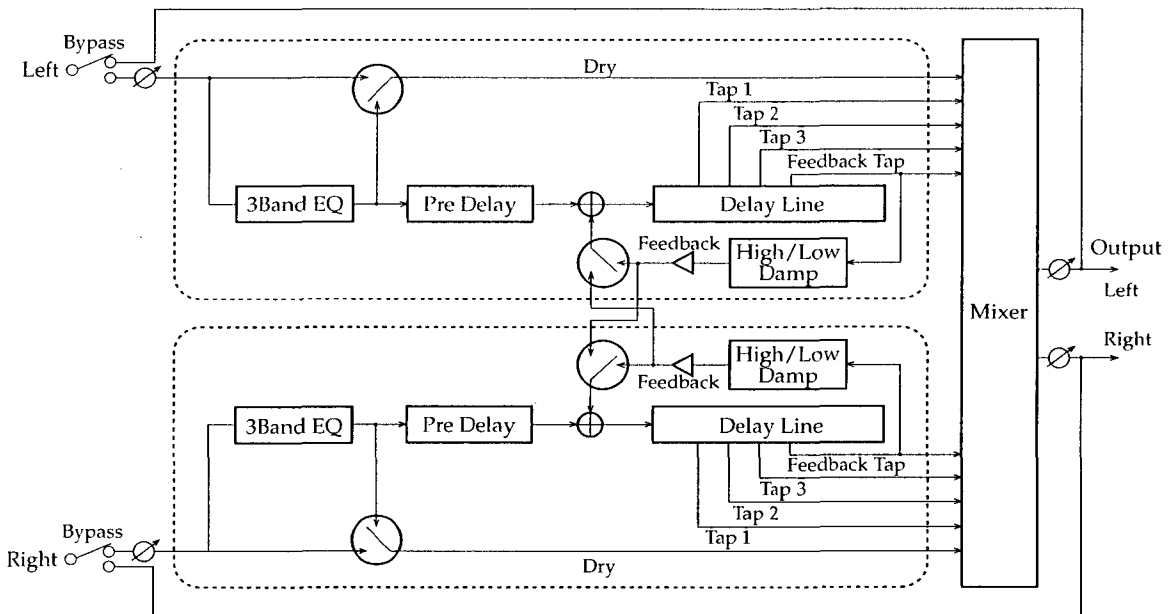 Bypass
Left
Dry
Tap 1
Tap 2
Tap 3
Feedback Tap
3Band EQ
Pre Delay
Delay Line
Feedback
High/Low
Damp
Output
Left
Mixer
Right
High/Low
Damp
Feedback
3Band EQ
Pre Delay
Delay Line
Feedback Tap
Tap 3
Tap 2
Tap 1
Bypass
Right
Dry